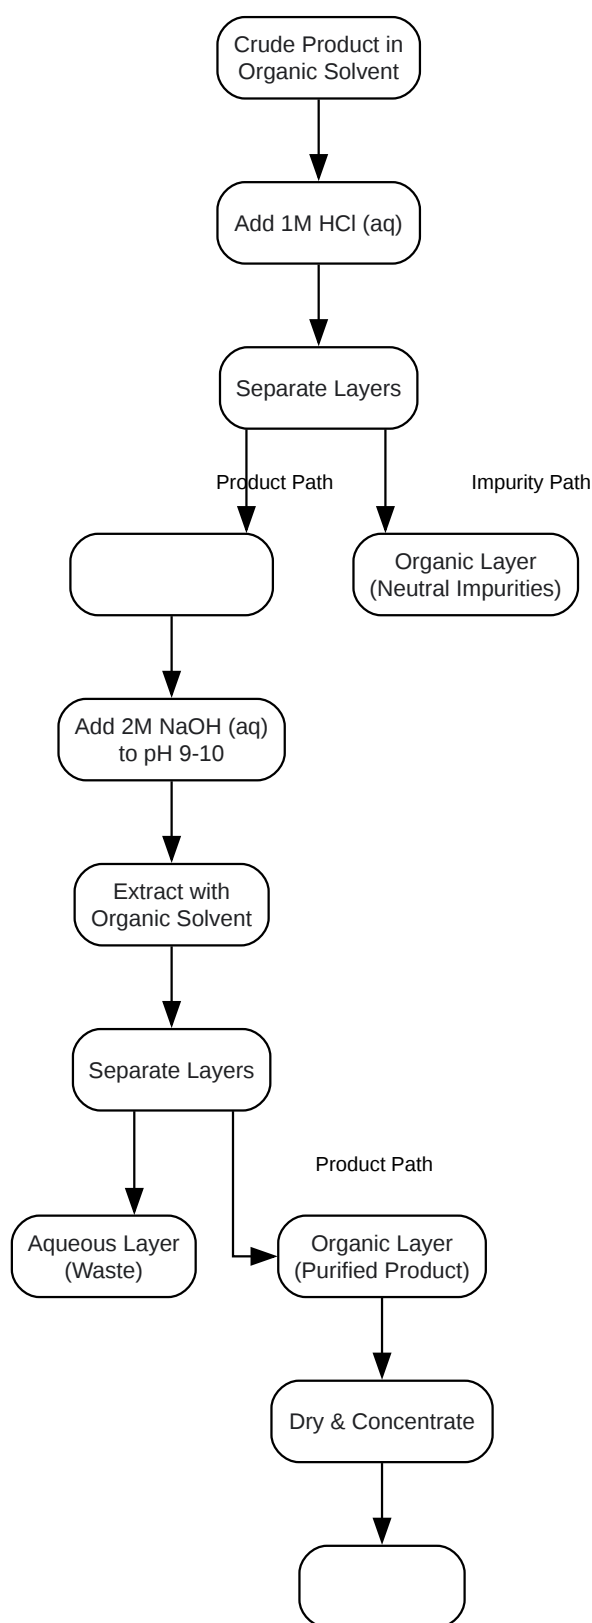 Crude Product in
Organic Solvent
Add 1M HCl (aq)
Separate Layers
Product Path
Impurity Path
Organic Layer
(Neutral Impurities)
Add 2M NaOH (aq)
to pH 9-10
Extract with
Organic Solvent
Separate Layers
Product Path
Aqueous Layer
(Waste)
Organic Layer
(Purified Product)
Dry & Concentrate